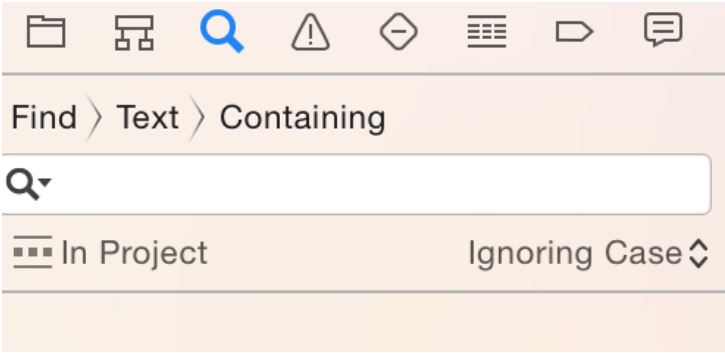 Find 〉 Text 〉 Containing
In Project Ignoring Case